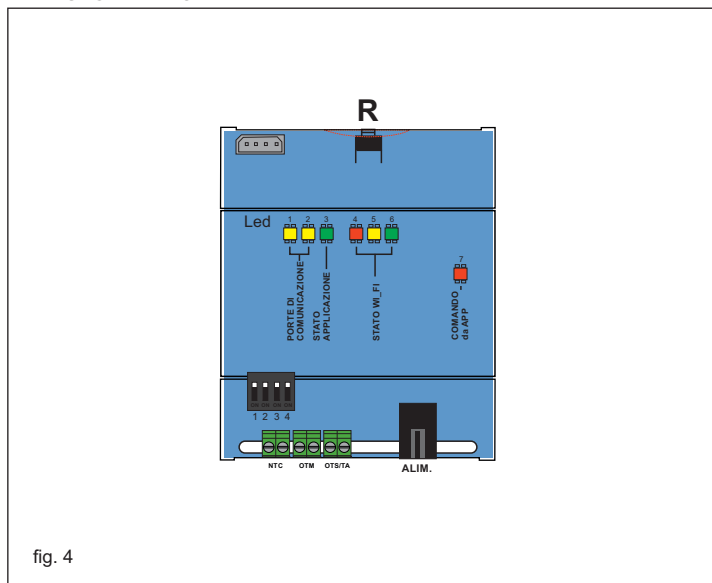 R
Led
1 2 3 4 5 6
7
PORTE DI
COMUNICAZIONE
STATO
APPLICAZIONE
STATO WI_FI
COMANDO
da APP
1 2 3 4
NTC OTM OTS/TA
ALIM.
fig. 4